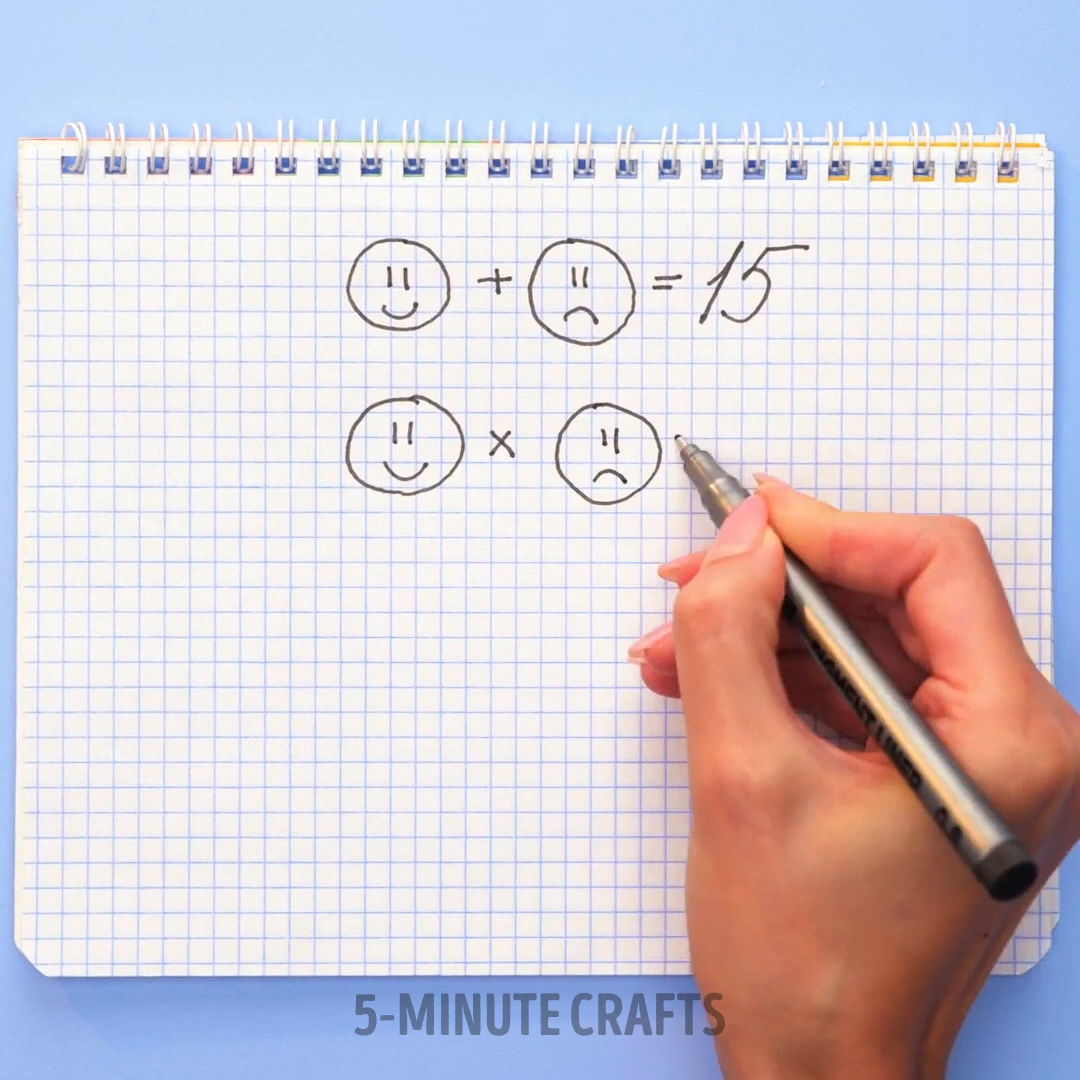 + = 15
x
5-MINUTE CRAFTS